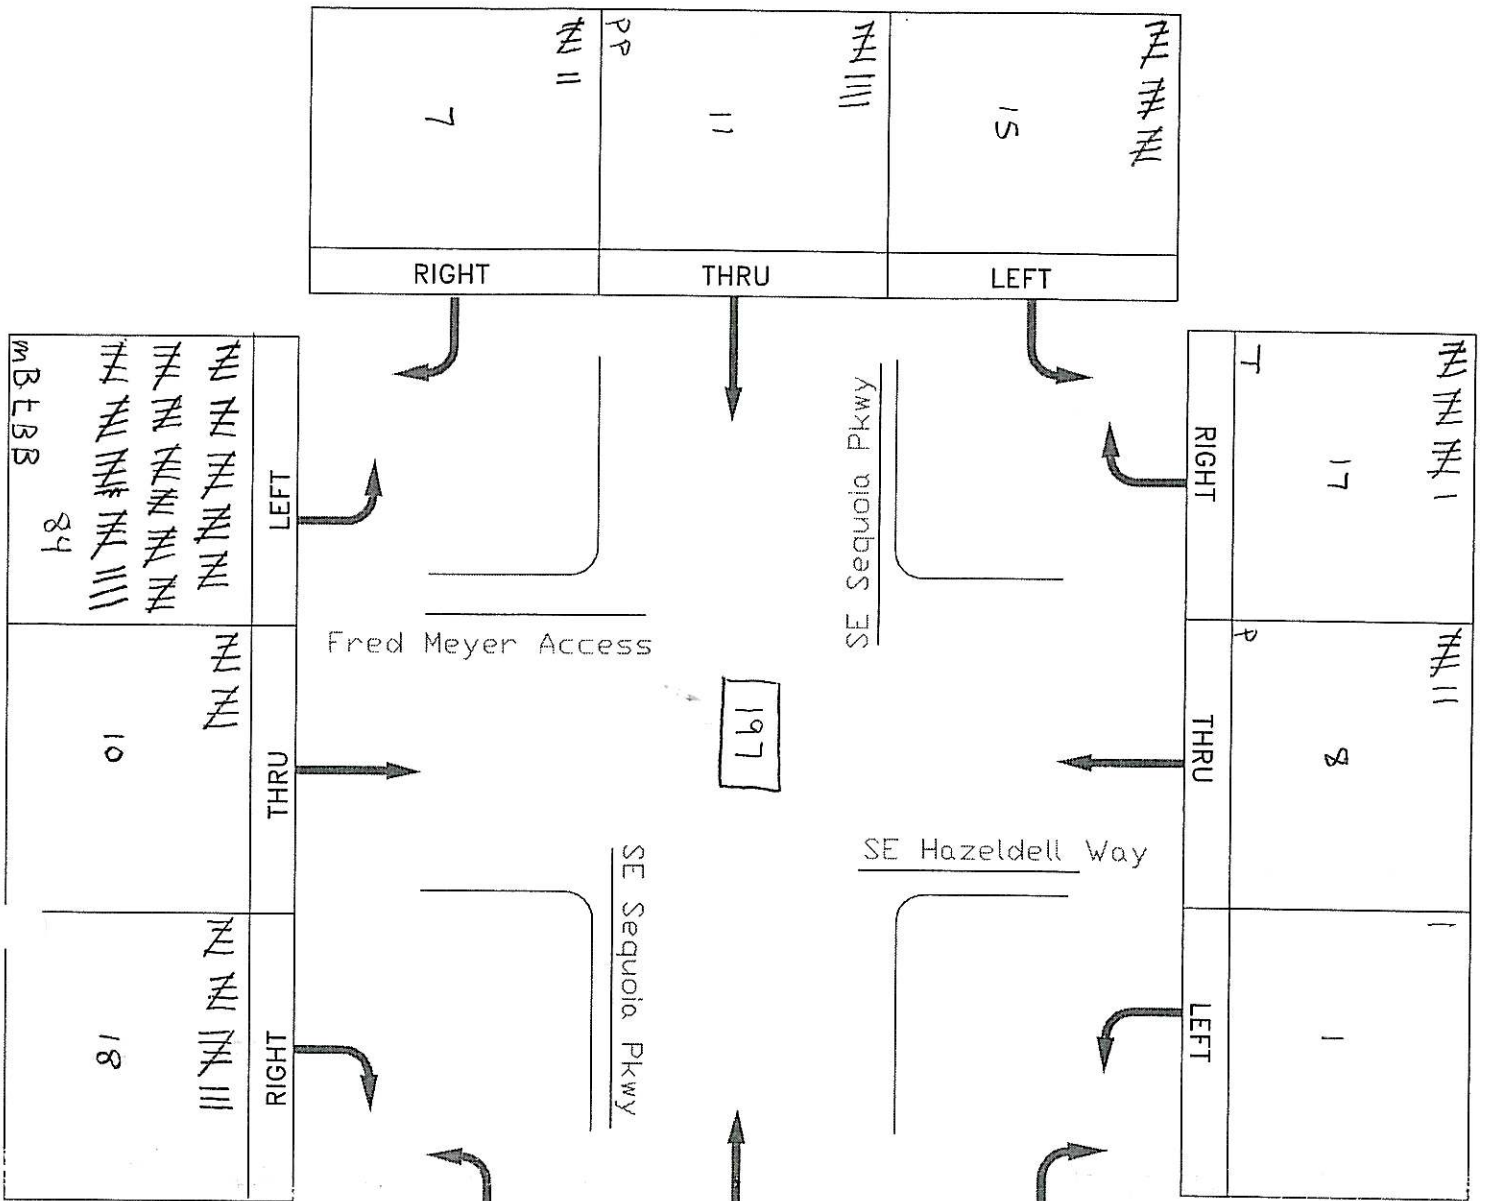 PP
7
11
15
RIGHT
THRU
LEFT
mBtBB
84
LEFT
10
THRU
18
RIGHT
Fred Meyer Access
SE Sequoia Pkwy
197
SE Hazeldell Way
SE Sequoia Pkwy
T
17
RIGHT
P
8
THRU
1
LEFT